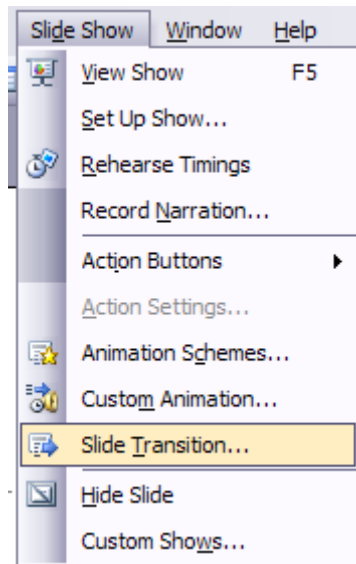 Slide Show Window Help
View Show F5
Set Up Show...
Rehearse Timings
Record Narration...
Action Buttons
Action Settings...
Animation Schemes...
Custom Animation...
Slide Transition...
Hide Slide
Custom Shows...